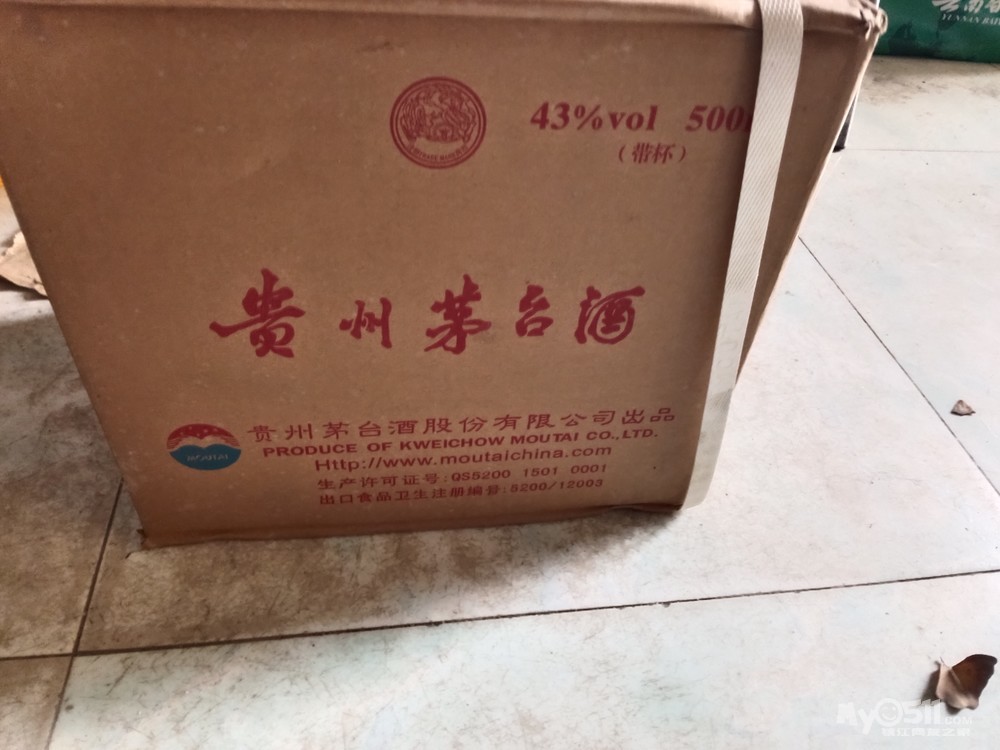 43%vol 500
（带杯）
贵州茅台酒
MOUTAI
贵州茅台酒股份有限公司出品
PRODUCE OF KWEICHOW MOUTAI CO.,LTD.
Http://www.moutaichina.com
生产许可证号:QS5200 1501 0001
出口食品卫生注册编号:5200/12003